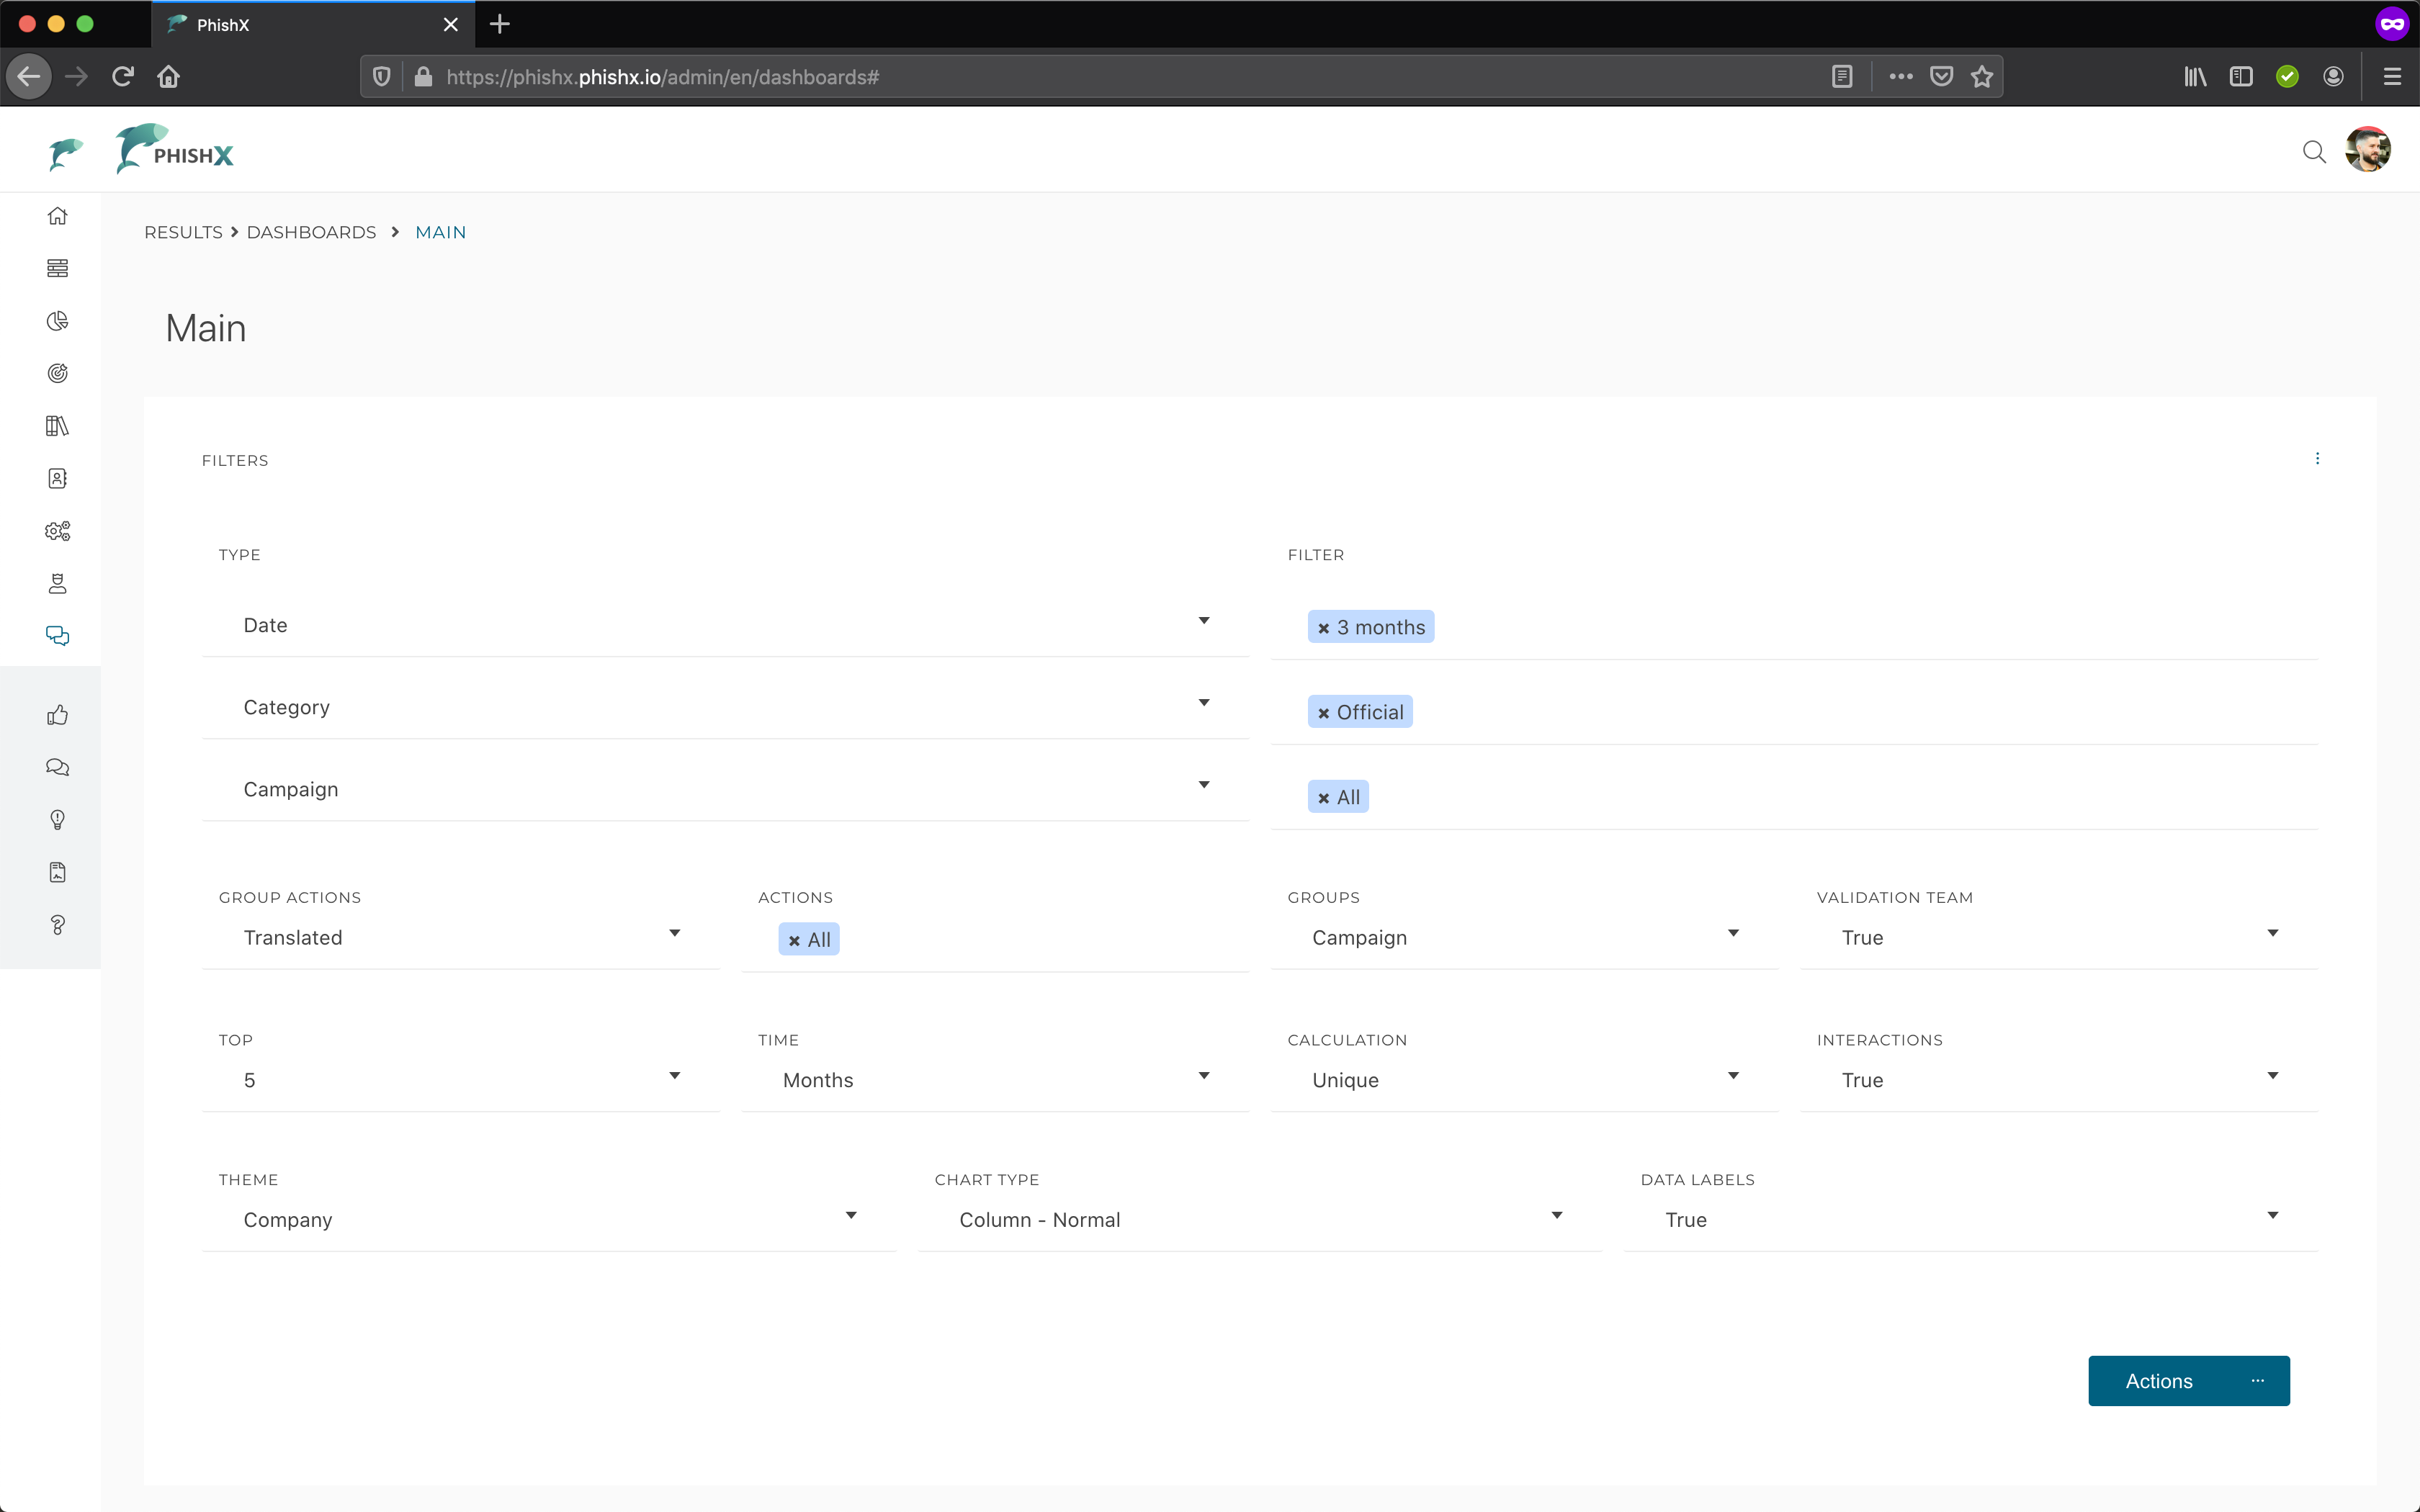 PhishX
https://phishx.phishx.io/admin/en/dashboards#
PHISHX
RESULTS > DASHBOARDS > MAIN
Main
FILTERS
TYPE FILTER
Date × 3 months
Category × Official
Campaign × All
GROUP ACTIONS ACTIONS GROUPS VALIDATION TEAM
Translated × All Campaign True
TOP TIME CALCULATION INTERACTIONS
5 Months Unique True
THEME CHART TYPE DATA LABELS
Company Column - Normal True
Actions ...